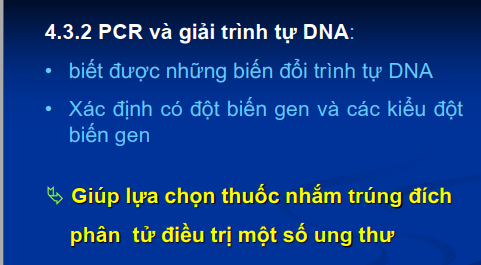 4.3.2 PCR và giải trình tự DNA:
• biết được những biến đổi trình tự DNA
• Xác định có đột biến gen và các kiểu đột
biến gen
Giúp lựa chọn thuốc nhắm trúng đích
phân tử điều trị một số ung thư